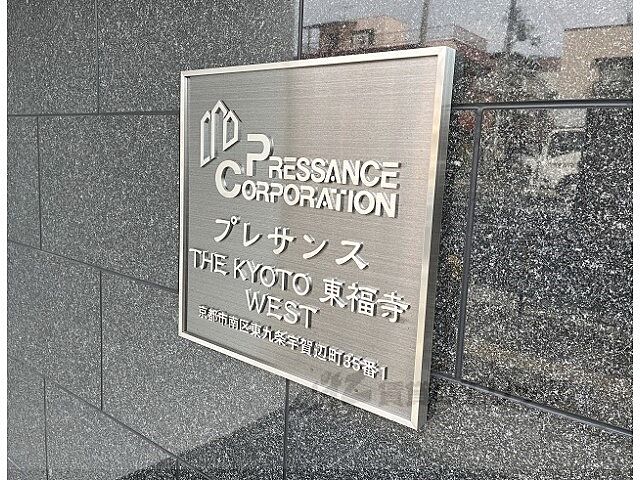 PRESSANCE
CORPORATION
プレサンス
THE KYOTO 東福寺
WEST
京都市南区東九条宇賀辺町85番1